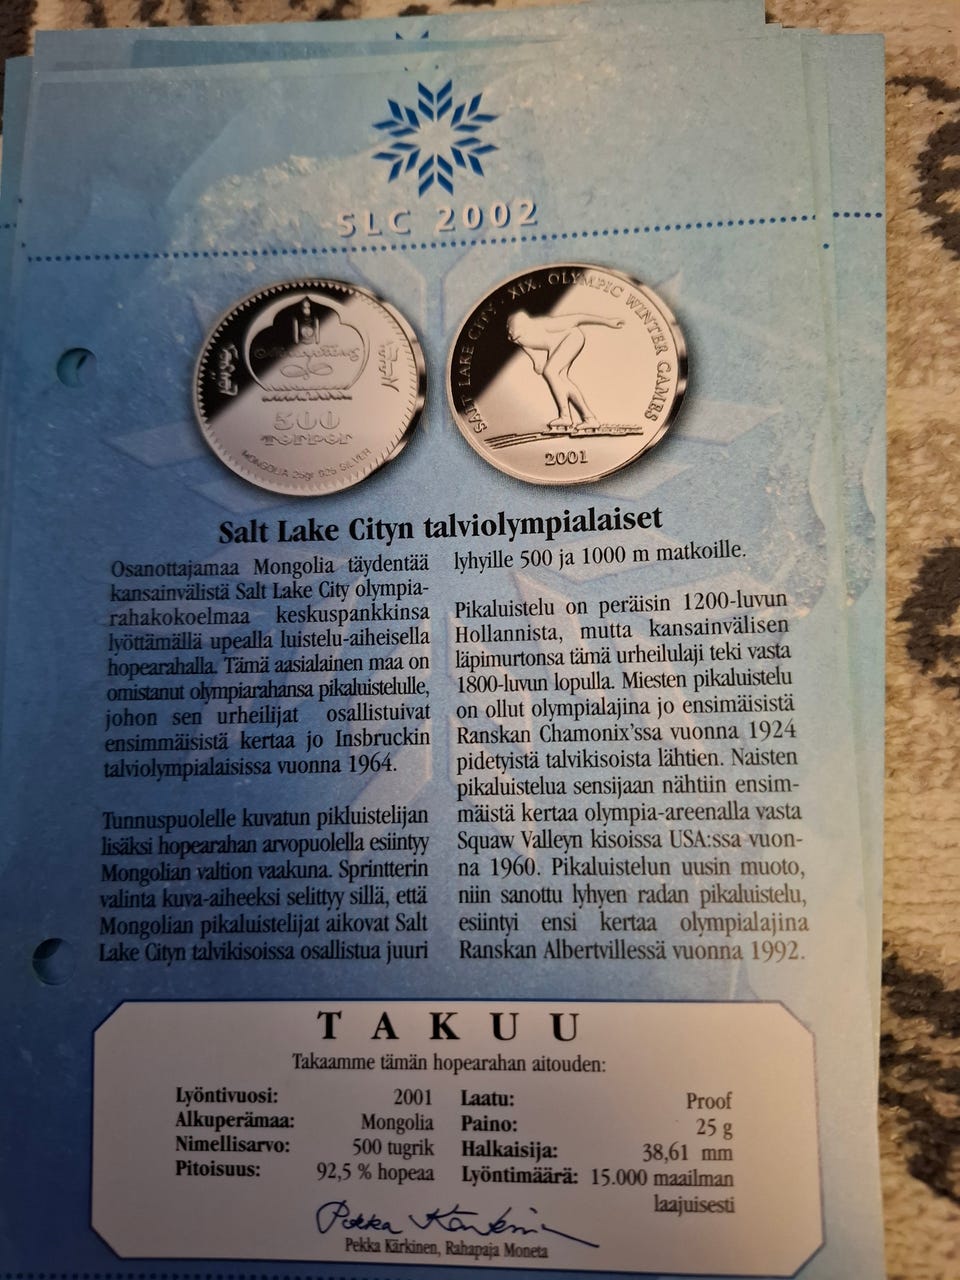 SLC 2002
500
төгрөг
MONGOLIA 25gr 925 SILVER
SALT LAKE CITY · XIX. OLYMPIC WINTER GAMES
2001
Salt Lake Cityn talviolympialaiset
Osanottajamaa Mongolia täydentää
kansainvälistä Salt Lake City olympia-
rahakokoelmaa keskuspankkinsa
lyöttämällä upealla luistelu-aiheisella
hopearahalla. Tämä aasialainen maa on
omistanut olympiarahansa pikaluistelulle,
johon sen urheilijat osallistuivat
ensimmäisistä kertaa jo Insbruckin
talviolympialaisissa vuonna 1964.
Tunnuspuolelle kuvatun pikluistelijan
lisäksi hopearahan arvopuolella esiintyy
Mongolian valtion vaakuna. Sprintterin
valinta kuva-aiheeksi selittyy sillä, että
Mongolian pikaluistelijat aikovat Salt
Lake Cityn talvikisoissa osallistua juuri
lyhyille 500 ja 1000 m matkoille.
Pikaluistelu on peräisin 1200-luvun
Hollannista, mutta kansainvälisen
läpimurtonsa tämä urheilulaji teki vasta
1800-luvun lopulla. Miesten pikaluistelu
on ollut olympialajina jo ensimäisistä
Ranskan Chamonix'ssa vuonna 1924
pidetyistä talvikisoista lähtien. Naisten
pikaluistelua sensijaan nähtiin ensim-
mäistä kertaa olympia-areenalla vasta
Squaw Valleyn kisoissa USA:ssa vuon-
na 1960. Pikaluistelun uusin muoto,
niin sanottu lyhyen radan pikaluistelu,
esiintyi ensi kertaa olympialajina
Ranskan Albertvillessä vuonna 1992.
TAKUU
Takaamme tämän hopearahan aitouden:
Lyöntivuosi: 2001
Alkuperämaa: Mongolia
Nimellisarvo: 500 tugrik
Pitoisuus: 92,5 % hopeaa
Laatu: Proof
Paino: 25 g
Halkaisija: 38,61 mm
Lyöntimäärä: 15.000 maailman
laajuisesti
Pekka Kärkinen
Pekka Kärkinen, Rahapaja Moneta